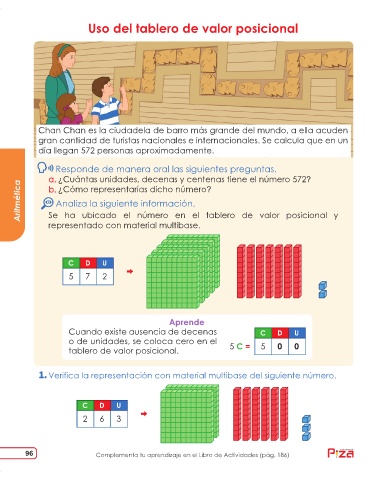 Uso del tablero de valor posicional
Chan Chan es la ciudadela de barro más grande del mundo, a ella acuden
gran cantidad de turistas nacionales e internacionales. Se calcula que en un
día llegan 572 personas aproximadamente.
Responde de manera oral las siguientes preguntas.
a. ¿Cuántas unidades, decenas y centenas tiene el número 572?
b. ¿Cómo representarías dicho número?
Analiza la siguiente información.
Se ha ubicado el número en el tablero de valor posicional y
representado con material multibase.
Aritmética
C D U
5 7 2
Aprende
Cuando existe ausencia de decenas
o de unidades, se coloca cero en el
tablero de valor posicional.
C D U
5 C = 5 0 0
1. Verifica la representación con material multibase del siguiente número.
C D U
2 6 3
96
Complementa tu aprendizaje en el Libro de Actividades (pág. 186)